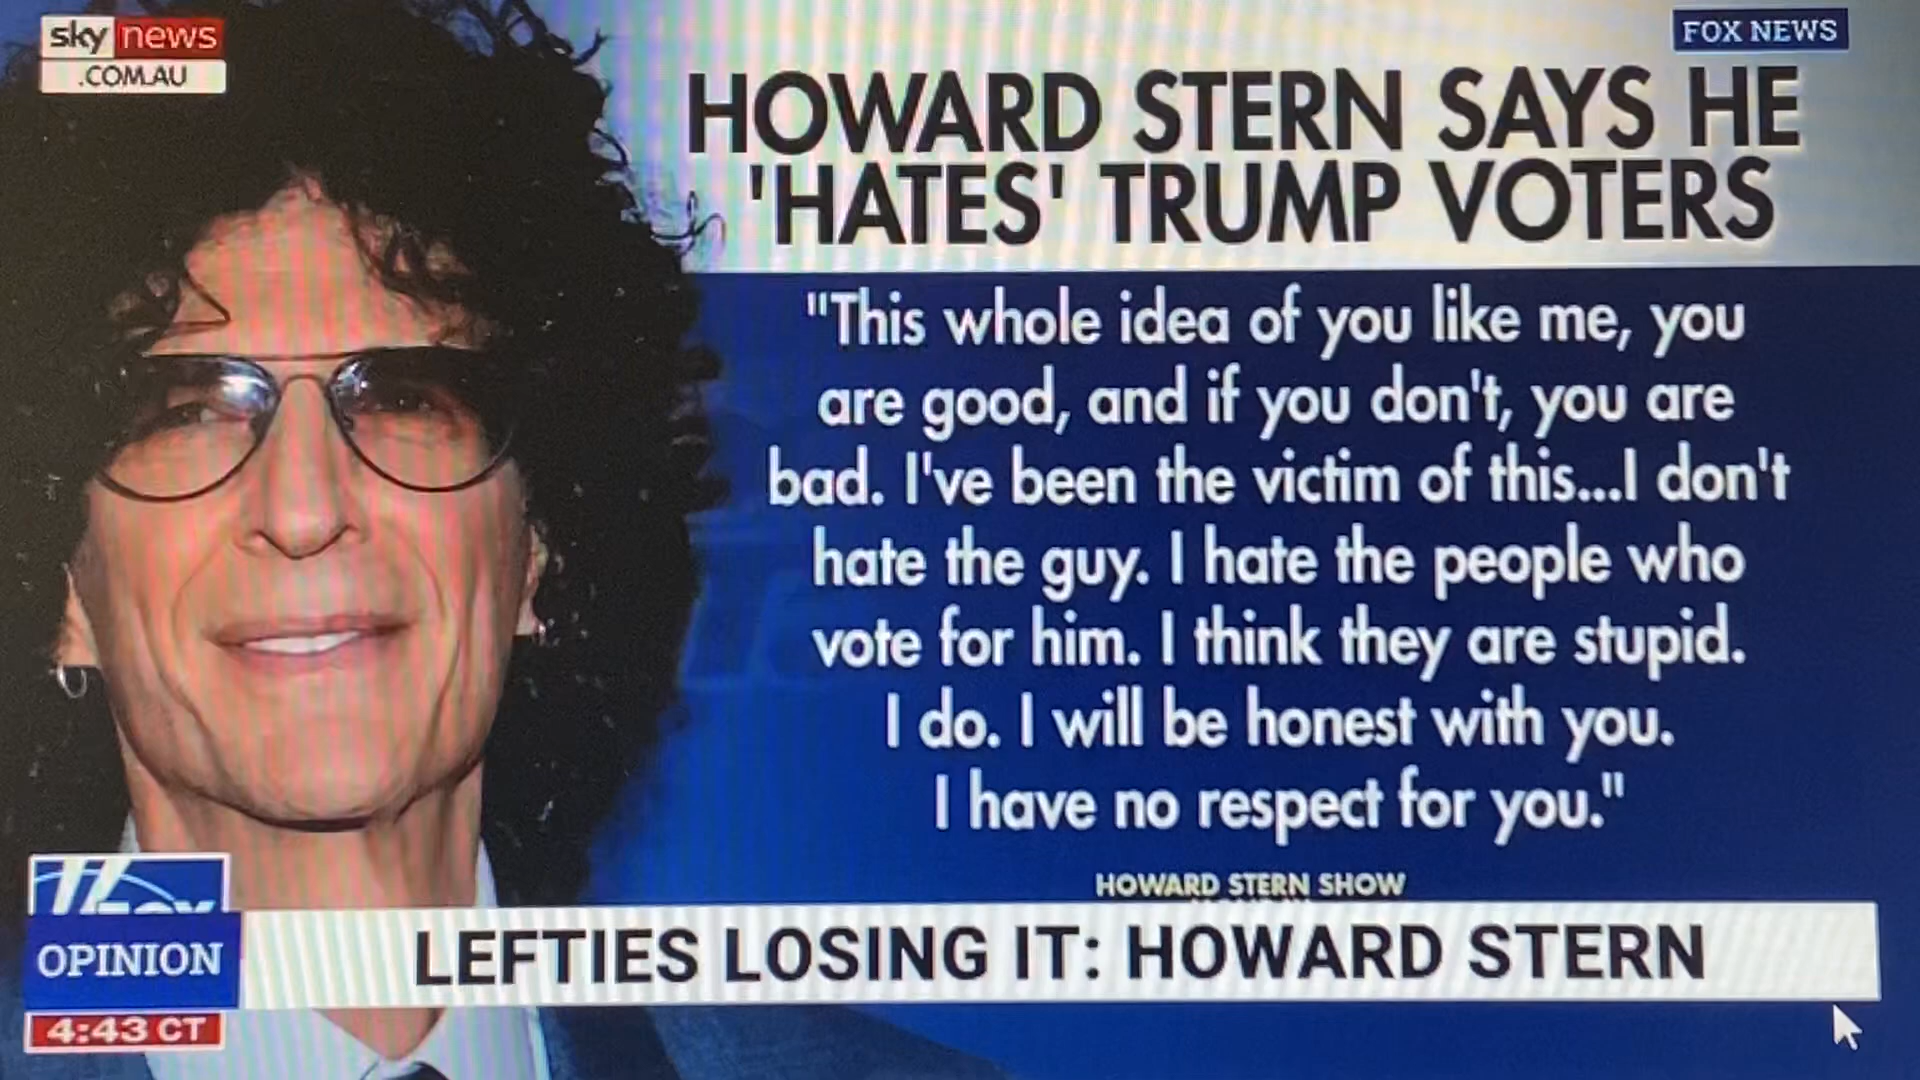 sky news
.COM.AU
FOX NEWS
HOWARD STERN SAYS HE
'HATES' TRUMP VOTERS
"This whole idea of you like me, you
are good, and if you don't, you are
bad. I've been the victim of this...I don't
hate the guy. I hate the people who
vote for him. I think they are stupid.
I do. I will be honest with you.
I have no respect for you."
HOWARD STERN SHOW
OPINION
LEFTIES LOSING IT: HOWARD STERN
4:43 CT